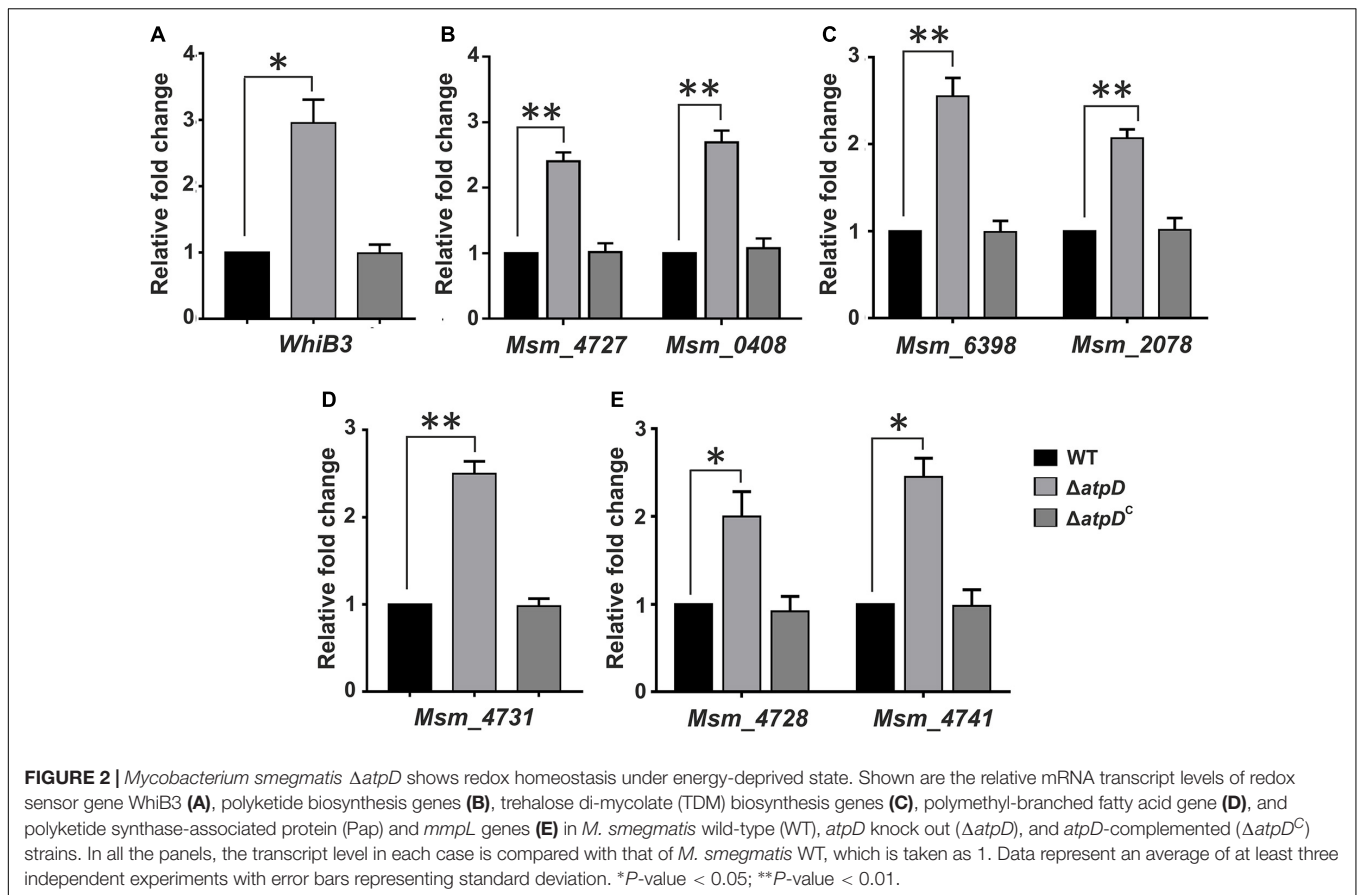 A
Relative fold change
4
3
2
1
0
*
WhiB3
B
Relative fold change
4
3
2
1
0
**
**
Msm_4727
Msm_0408
C
Relative fold change
3
2
1
0
**
**
Msm_6398
Msm_2078
D
Relative fold change
3
2
1
0
**
Msm_4731
E
Relative fold change
3
2
1
0
*
*
Msm_4728
Msm_4741
WT
ΔatpD
ΔatpDᶜ
FIGURE 2 | Mycobacterium smegmatis ΔatpD shows redox homeostasis under energy-deprived state. Shown are the relative mRNA transcript levels of redox
sensor gene WhiB3 (A), polyketide biosynthesis genes (B), trehalose di-mycolate (TDM) biosynthesis genes (C), polymethyl-branched fatty acid gene (D), and
polyketide synthase-associated protein (Pap) and mmpL genes (E) in M. smegmatis wild-type (WT), atpD knock out (ΔatpD), and atpD-complemented (ΔatpDᶜ)
strains. In all the panels, the transcript level in each case is compared with that of M. smegmatis WT, which is taken as 1. Data represent an average of at least three
independent experiments with error bars representing standard deviation. *P-value < 0.05; **P-value < 0.01.